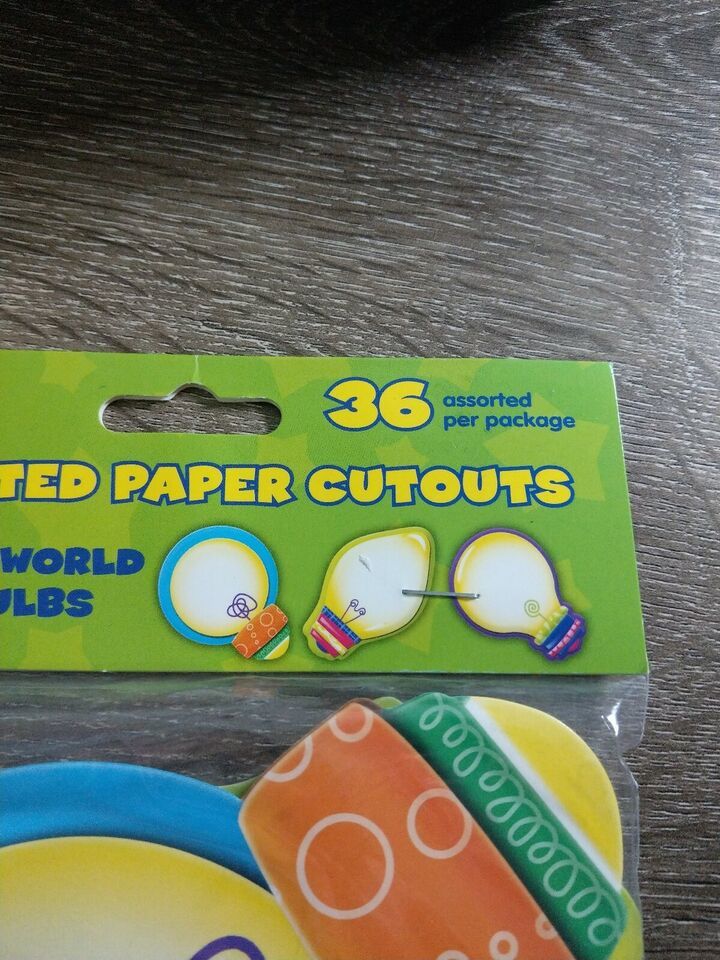 36 assorted
per package
TED PAPER CUTOUTS
WORLD
ULBS